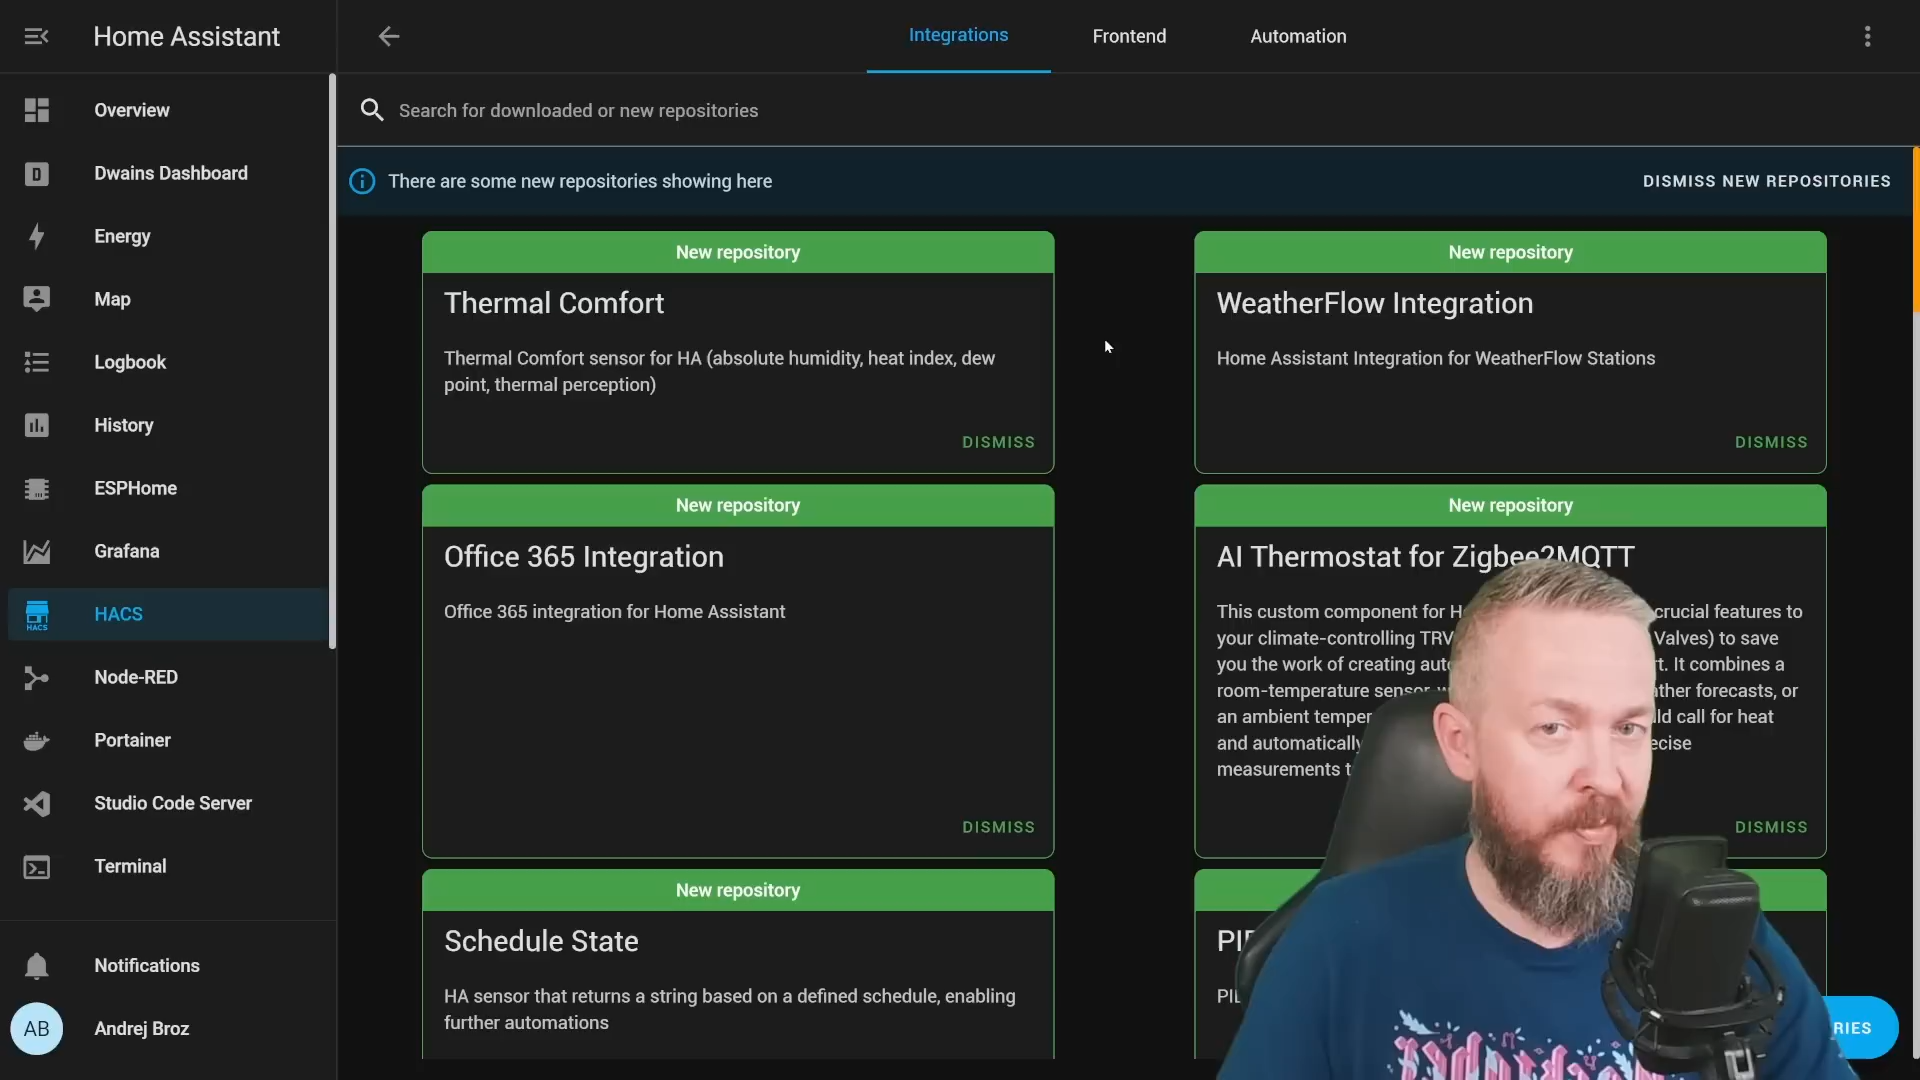 Home Assistant
Integrations
Frontend
Automation
Search for downloaded or new repositories
Overview
Dwains Dashboard
Energy
Map
Logbook
History
ESPHome
Grafana
HACS
HACS
Node-RED
Portainer
Studio Code Server
Terminal
Notifications
AB
Andrej Broz
There are some new repositories showing here
DISMISS NEW REPOSITORIES
New repository
Thermal Comfort
Thermal Comfort sensor for HA (absolute humidity, heat index, dew
point, thermal perception)
DISMISS
New repository
WeatherFlow Integration
Home Assistant Integration for WeatherFlow Stations
DISMISS
New repository
Office 365 Integration
Office 365 integration for Home Assistant
DISMISS
New repository
AI Thermostat for Zigbee2MQTT
This custom component for crucial features to
your climate-controlling TRV Valves) to save
you the work of creating It combines a
room-temperature sensor, forecasts, or
an ambient call for heat
and automatically
measurements
DISMISS
New repository
Schedule State
HA sensor that returns a string based on a defined schedule, enabling
further automations